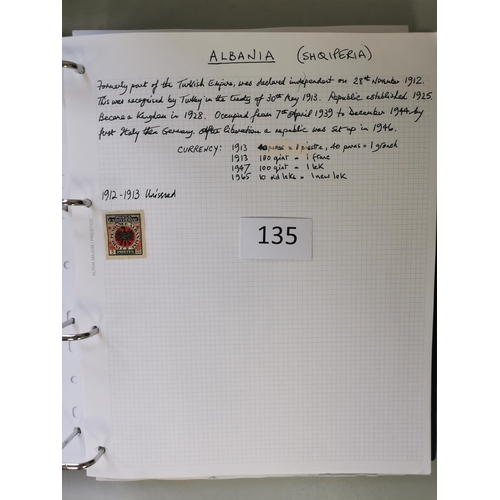 ALBANIA (SHQIPERIA)
Formerly part of the Turkish Empire, was declared independent on 28th November 1912.
This was recognised by Turkey in the treaty of 30th May 1913. Republic established 1925.
Became a Kingdom in 1928. Occupied from 7th April 1939 to December 1944 by
first Italy then Germany. After liberation a republic was set up in 1946.
CURRENCY: 1913 40 paras = 1 piastre, 40 paras = 1 grosch
1913 100 qint = 1 franc
1947 100 qint = 1 lek
1965 10 old leks = 1 new lek
1912-1913 Unissued
135
5 POSTES